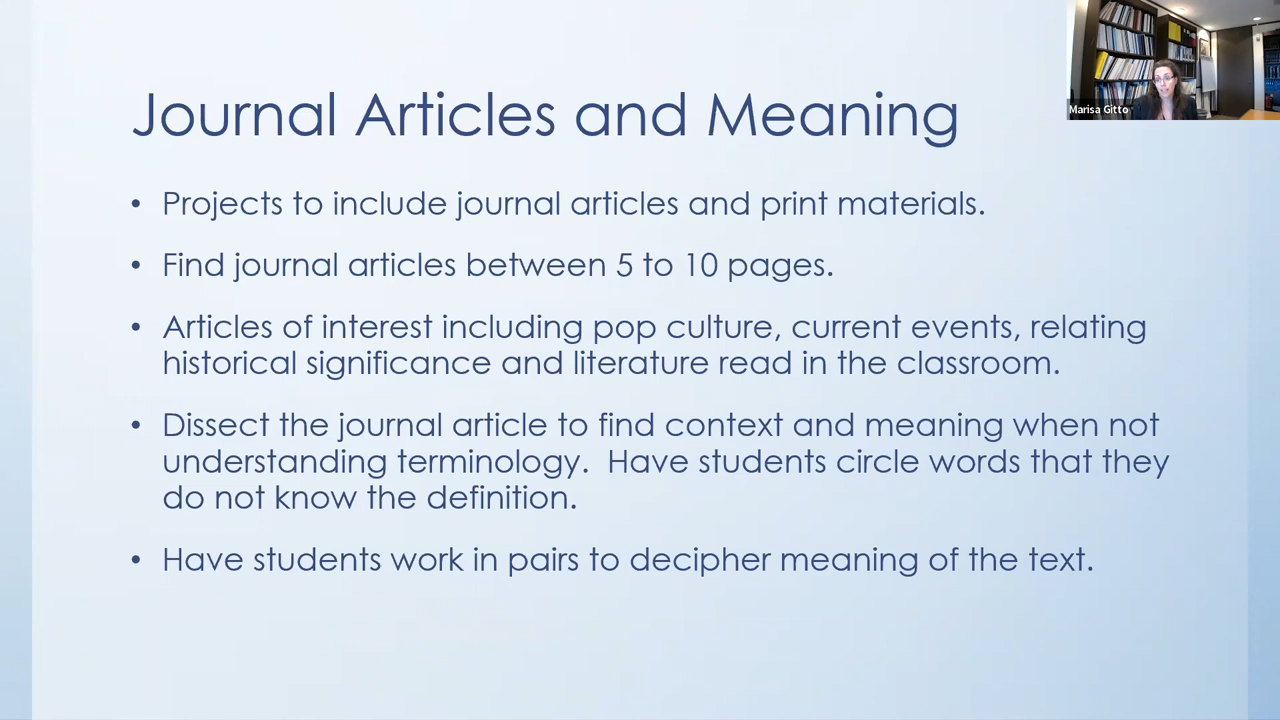 Marisa Gitto
Journal Articles and Meaning
• Projects to include journal articles and print materials.
• Find journal articles between 5 to 10 pages.
• Articles of interest including pop culture, current events, relating
historical significance and literature read in the classroom.
• Dissect the journal article to find context and meaning when not
understanding terminology.  Have students circle words that they
do not know the definition.
• Have students work in pairs to decipher meaning of the text.